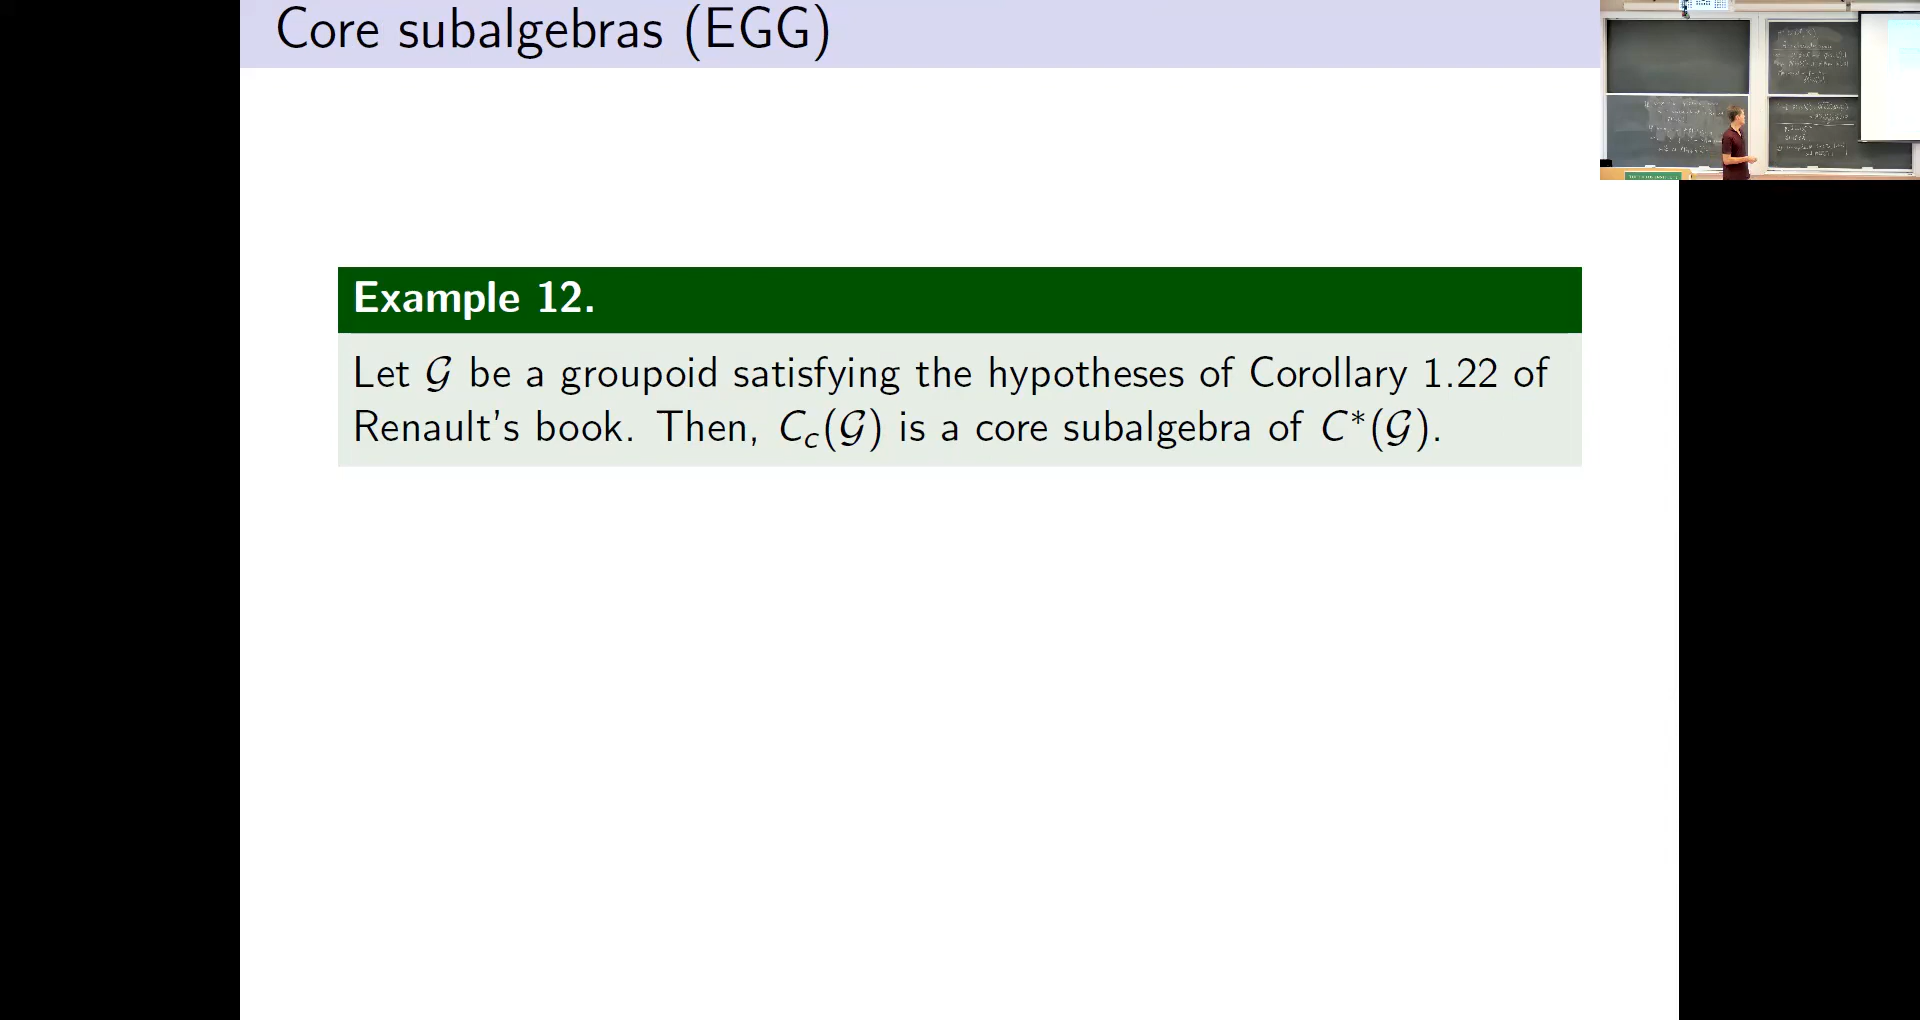 Core subalgebras (EGG)
Example 12.
Let 𝒢 be a groupoid satisfying the hypotheses of Corollary 1.22 of
Renault's book. Then, C_c(𝒢) is a core subalgebra of C*(𝒢).